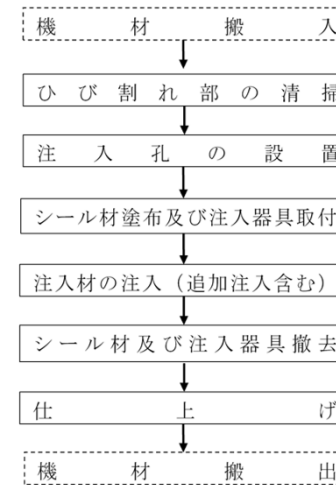 機材搬入
ひび割れ部の清掃
注入孔の設置
シール材塗布及び注入器具取付
注入材の注入（追加注入含む）
シール材及び注入器具撤去
仕上げ
機材搬出